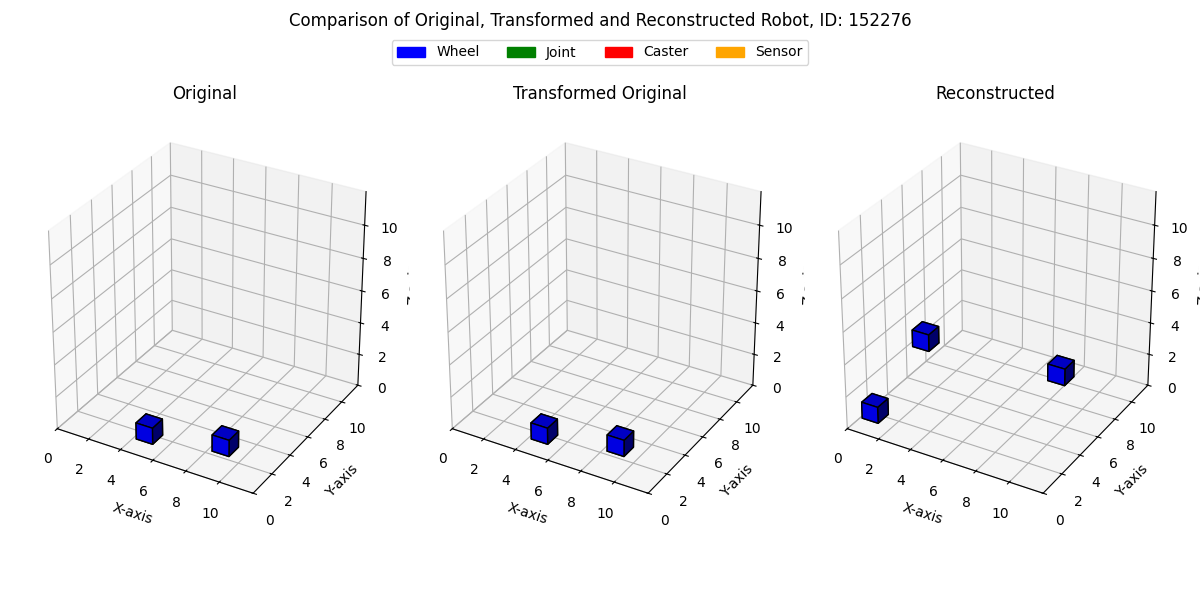 Comparison of Original, Transformed and Reconstructed Robot, ID: 152276
Wheel Joint Caster Sensor
Original Transformed Original Reconstructed
10 10 10
8 8 8
6 6 6
4 4 4
2 2 2
0 0 0
10 10 10
8 8 8
6 6 6
4 4 4
2 2 2
0 0 0
0 2 4 6 8 10 0 2 4 6 8 10 0 2 4 6 8 10
X-axis Y-axis X-axis Y-axis X-axis Y-axis